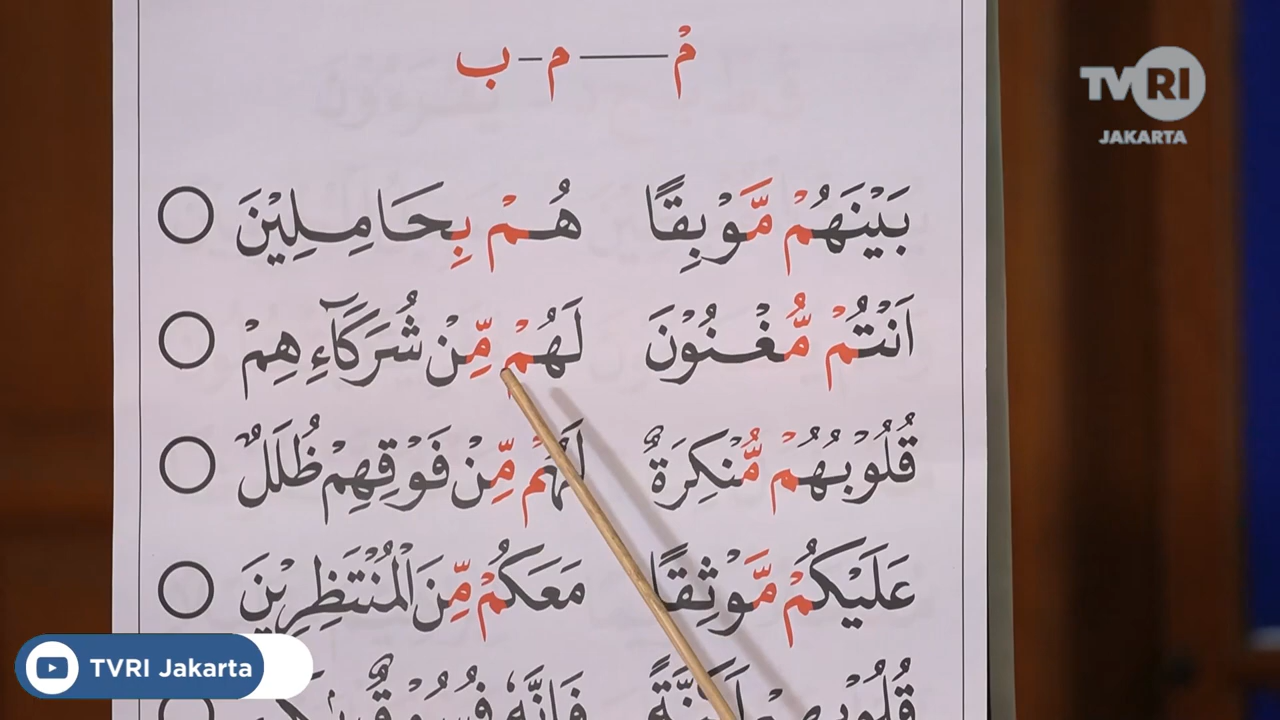 مْ — م - ب
TVRI
JAKARTA
بَيْنَهُمْ مَّوْبِقًا هُمْ بِحَامِلِيْنَ
اَنْتُمْ مُّغْنُوْنَ لَهُمْ مِّنْ شُرَكَآءِ هِمْ
قُلُوْبُهُمْ مُّنْكِرَةٌ لَهُمْ مِّنْ فَوْقِهِمْ ظُلَلٌ
عَلَيْكُمْ مَّوْثِقًا مَعَكُمْ مِّنَ الْمُنْتَظِرِيْنَ
فَاِنَّهٗ فُسُوْقٌ
TVRI Jakarta